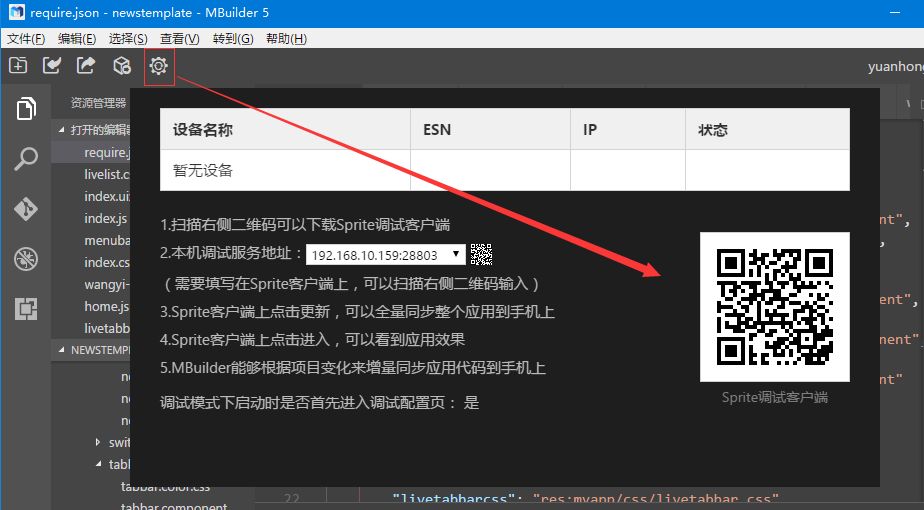 require.json - newstemplate - MBuilder 5
文件(F) 编辑(E) 选择(S) 查看(V) 转到(G) 帮助(H)
yuanhong
资源管理器
打开的编辑器
require.j
livelist.c
index.ui
index.js
menuba
index.cs
wangyi-
home.js
livetabb
NEWSTEMP
no
no
no
swit
tabb
tabbar.color.css
tabbar.component
设备名称 ESN IP 状态
暂无设备
1.扫描右侧二维码可以下载Sprite调试客户端
2.本机调试服务地址： 192.168.10.159:28803
（需要填写在Sprite客户端上，可以扫描右侧二维码输入）
3.Sprite客户端上点击更新，可以全量同步整个应用到手机上
4.Sprite客户端上点击进入，可以看到应用效果
5.MBuilder能够根据项目变化来增量同步应用代码到手机上
调试模式下启动时是否首先进入调试配置页： 是
Sprite调试客户端
ent",
ent",
onent"
nent"
22 "livetabbarcss": "res:myapp/css/livetabbar.css"